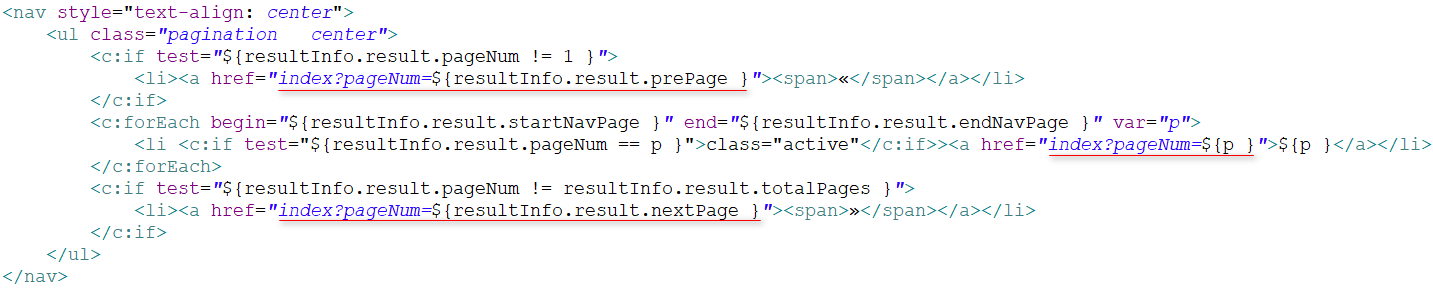 <nav style="text-align: center">
<ul class="pagination   center">
<c:if test="${resultInfo.result.pageNum != 1 }">
<li><a href="index?pageNum=${resultInfo.result.prePage }"><span>«</span></a></li>
</c:if>
<c:forEach begin="${resultInfo.result.startNavPage }" end="${resultInfo.result.endNavPage }" var="p">
<li <c:if test="${resultInfo.result.pageNum == p }">class="active"</c:if>><a href="index?pageNum=${p }">${p }</a></li>
</c:forEach>
<c:if test="${resultInfo.result.pageNum != resultInfo.result.totalPages }">
<li><a href="index?pageNum=${resultInfo.result.nextPage }"><span>»</span></a></li>
</c:if>
</ul>
</nav>